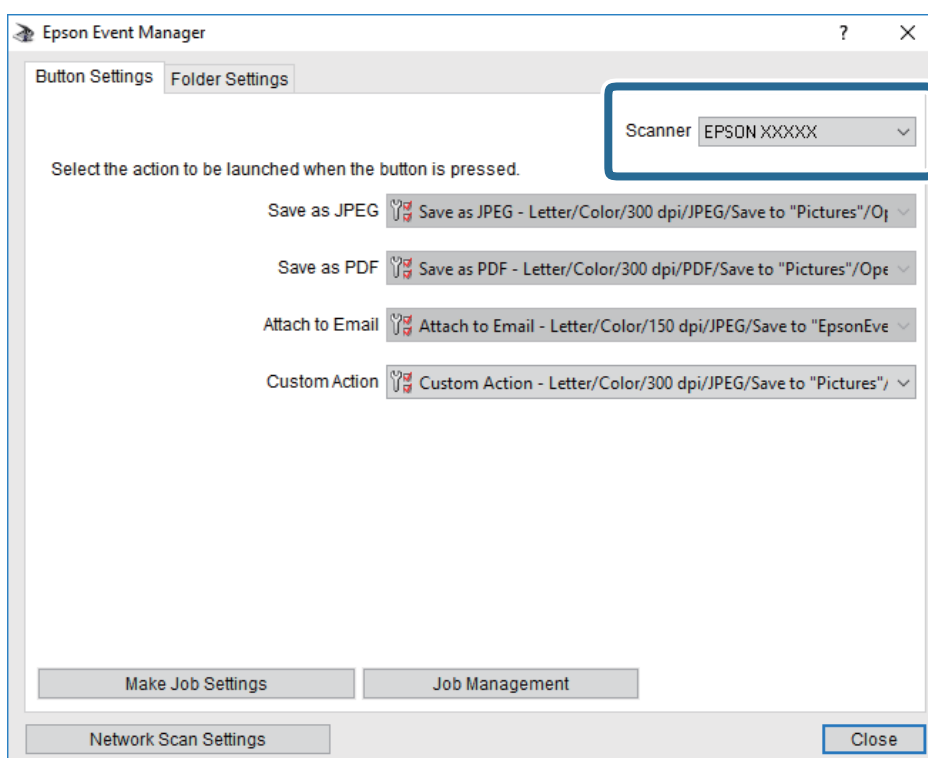 Epson Event Manager ?
Button Settings Folder Settings
Scanner EPSON XXXXX
Select the action to be launched when the button is pressed.
Save as JPEG Save as JPEG - Letter/Color/300 dpi/JPEG/Save to "Pictures"/Op
Save as PDF Save as PDF - Letter/Color/300 dpi/PDF/Save to "Pictures"/Ope
Attach to Email Attach to Email - Letter/Color/150 dpi/JPEG/Save to "EpsonEve
Custom Action Custom Action - Letter/Color/300 dpi/JPEG/Save to "Pictures"/
Make Job Settings Job Management
Network Scan Settings Close